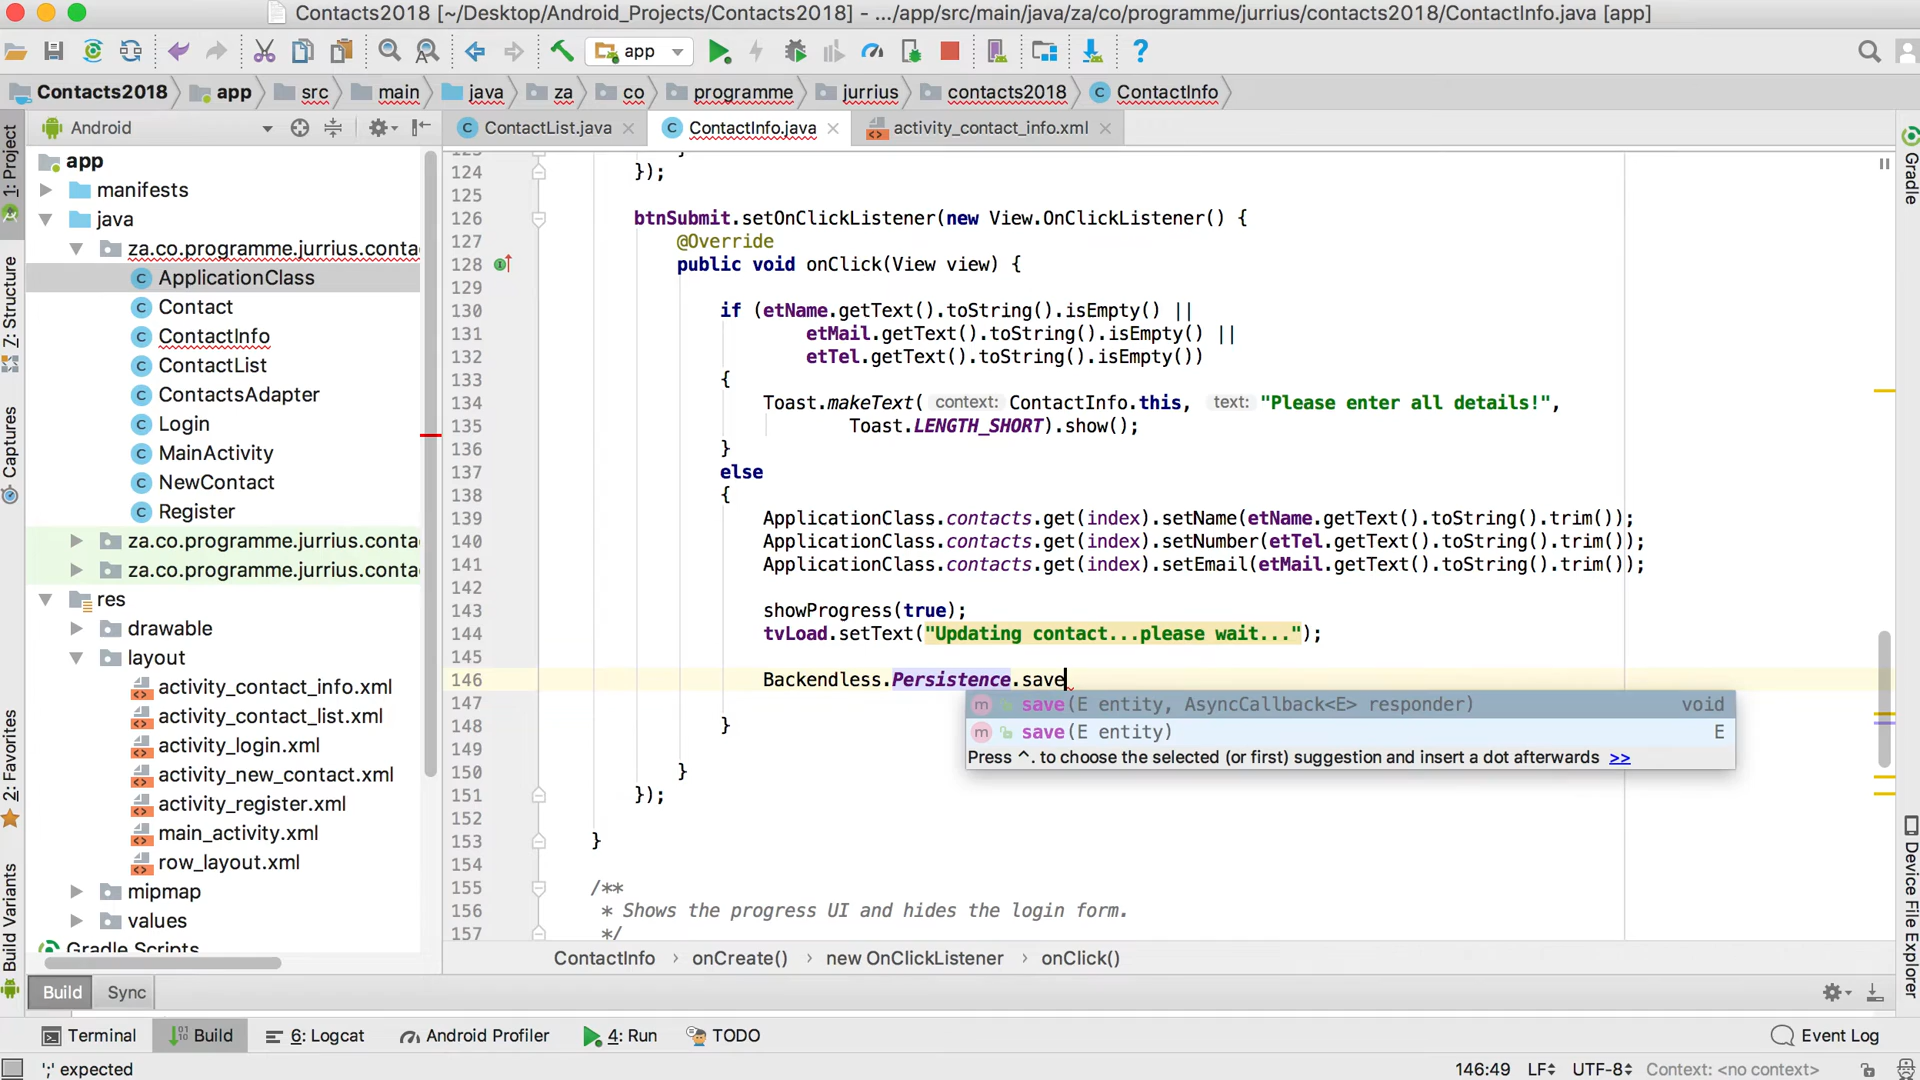 Contacts2018 [~/Desktop/Android_Projects/Contacts2018] - .../app/src/main/java/za/co/programme/jurrius/contacts2018/ContactInfo.java [app]
app
Contacts2018 app src main java za co programme jurrius contacts2018 ContactInfo
Android
ContactList.java
ContactInfo.java
activity_contact_info.xml
1: Project
Z: Structure
Captures
2: Favorites
Build Variants
app
manifests
java
za.co.programme.jurrius.conta
ApplicationClass
Contact
ContactInfo
ContactList
ContactsAdapter
Login
MainActivity
NewContact
Register
za.co.programme.jurrius.conta
za.co.programme.jurrius.conta
res
drawable
layout
activity_contact_info.xml
activity_contact_list.xml
activity_login.xml
activity_new_contact.xml
activity_register.xml
main_activity.xml
row_layout.xml
mipmap
values
Gradle Scripts
124 });
125
126 btnSubmit.setOnClickListener(new View.OnClickListener() {
127 @Override
128 public void onClick(View view) {
129
130 if (etName.getText().toString().isEmpty() ||
131 etMail.getText().toString().isEmpty() ||
132 etTel.getText().toString().isEmpty())
133 {
134 Toast.makeText( context: ContactInfo.this, text: "Please enter all details!",
135 Toast.LENGTH_SHORT).show();
136 }
137 else
138 {
139 ApplicationClass.contacts.get(index).setName(etName.getText().toString().trim());
140 ApplicationClass.contacts.get(index).setNumber(etTel.getText().toString().trim());
141 ApplicationClass.contacts.get(index).setEmail(etMail.getText().toString().trim());
142
143 showProgress(true);
144 tvLoad.setText("Updating contact...please wait...");
145
146 Backendless.Persistence.save
147
148 }
149
150 }
151 });
152
153 }
154
155 /**
156 * Shows the progress UI and hides the login form.
157 */
m save(E entity, AsyncCallback<E> responder) void
m save(E entity) E
Press ^. to choose the selected (or first) suggestion and insert a dot afterwards >>
ContactInfo › onCreate() › new OnClickListener › onClick()
Gradle
Device File Explorer
Build Sync
Terminal Build 6: Logcat Android Profiler 4: Run TODO Event Log
';' expected 146:49 LF UTF-8 Context: <no context>